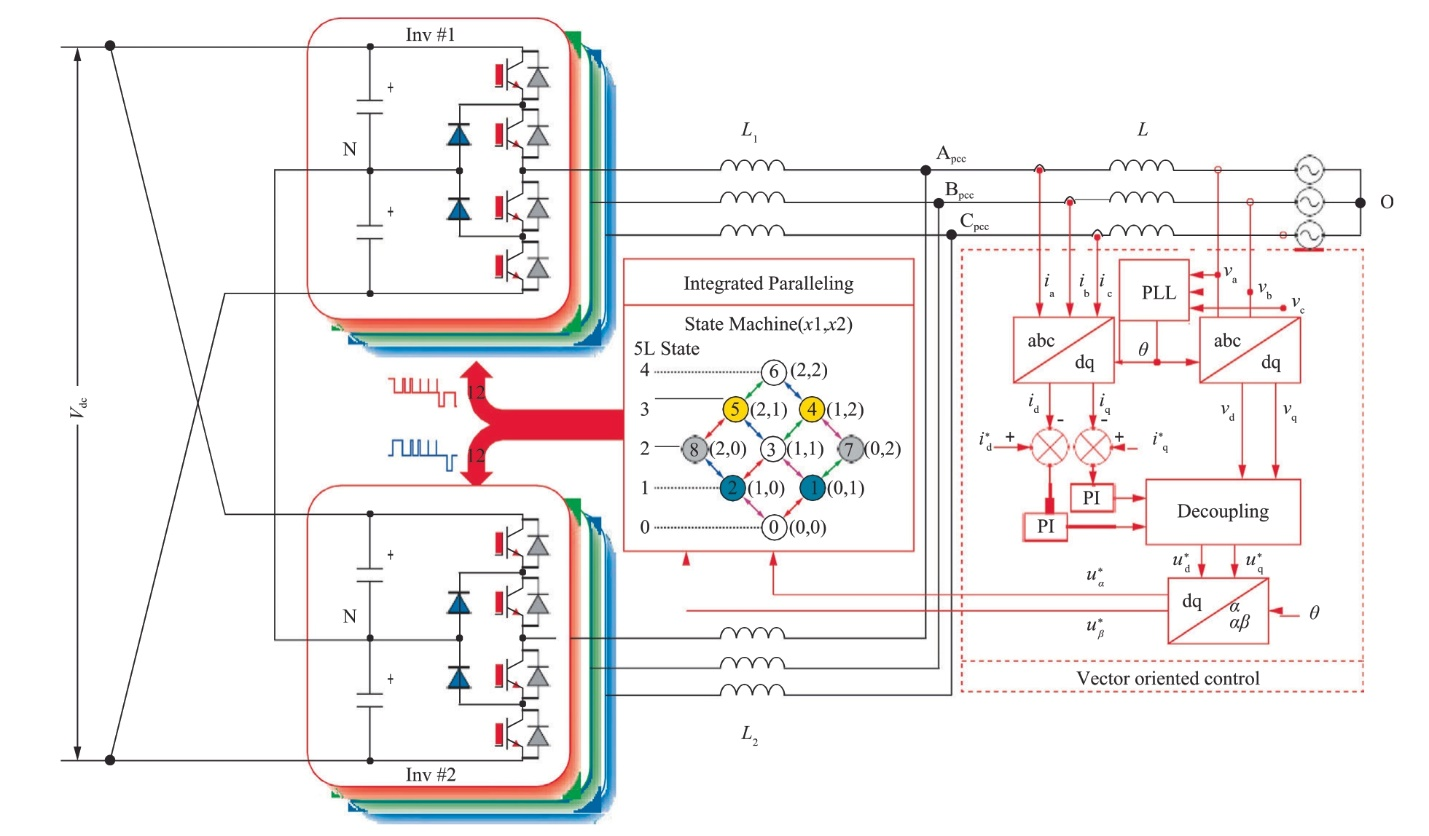 Inv #1
+
N
+
L1
L
Apcc
Bpcc
Cpcc
O
Vdc
Integrated Paralleling
State Machine(x1,x2)
5L State
4 6 (2,2)
3 5 (2,1) 4 (1,2)
2 8 (2,0) 3 (1,1) 7 (0,2)
1 2 (1,0) 1 (0,1)
0 0 (0,0)
12
12
ia ib ic
PLL
va
vb
vc
abc
dq
θ
abc
dq
id iq
vd vq
i*d + - - + i*q
PI
PI
Decoupling
u*d u*q
u*α
u*β
dq
α
αβ
θ
Vector oriented control
+
N
+
L2
Inv #2